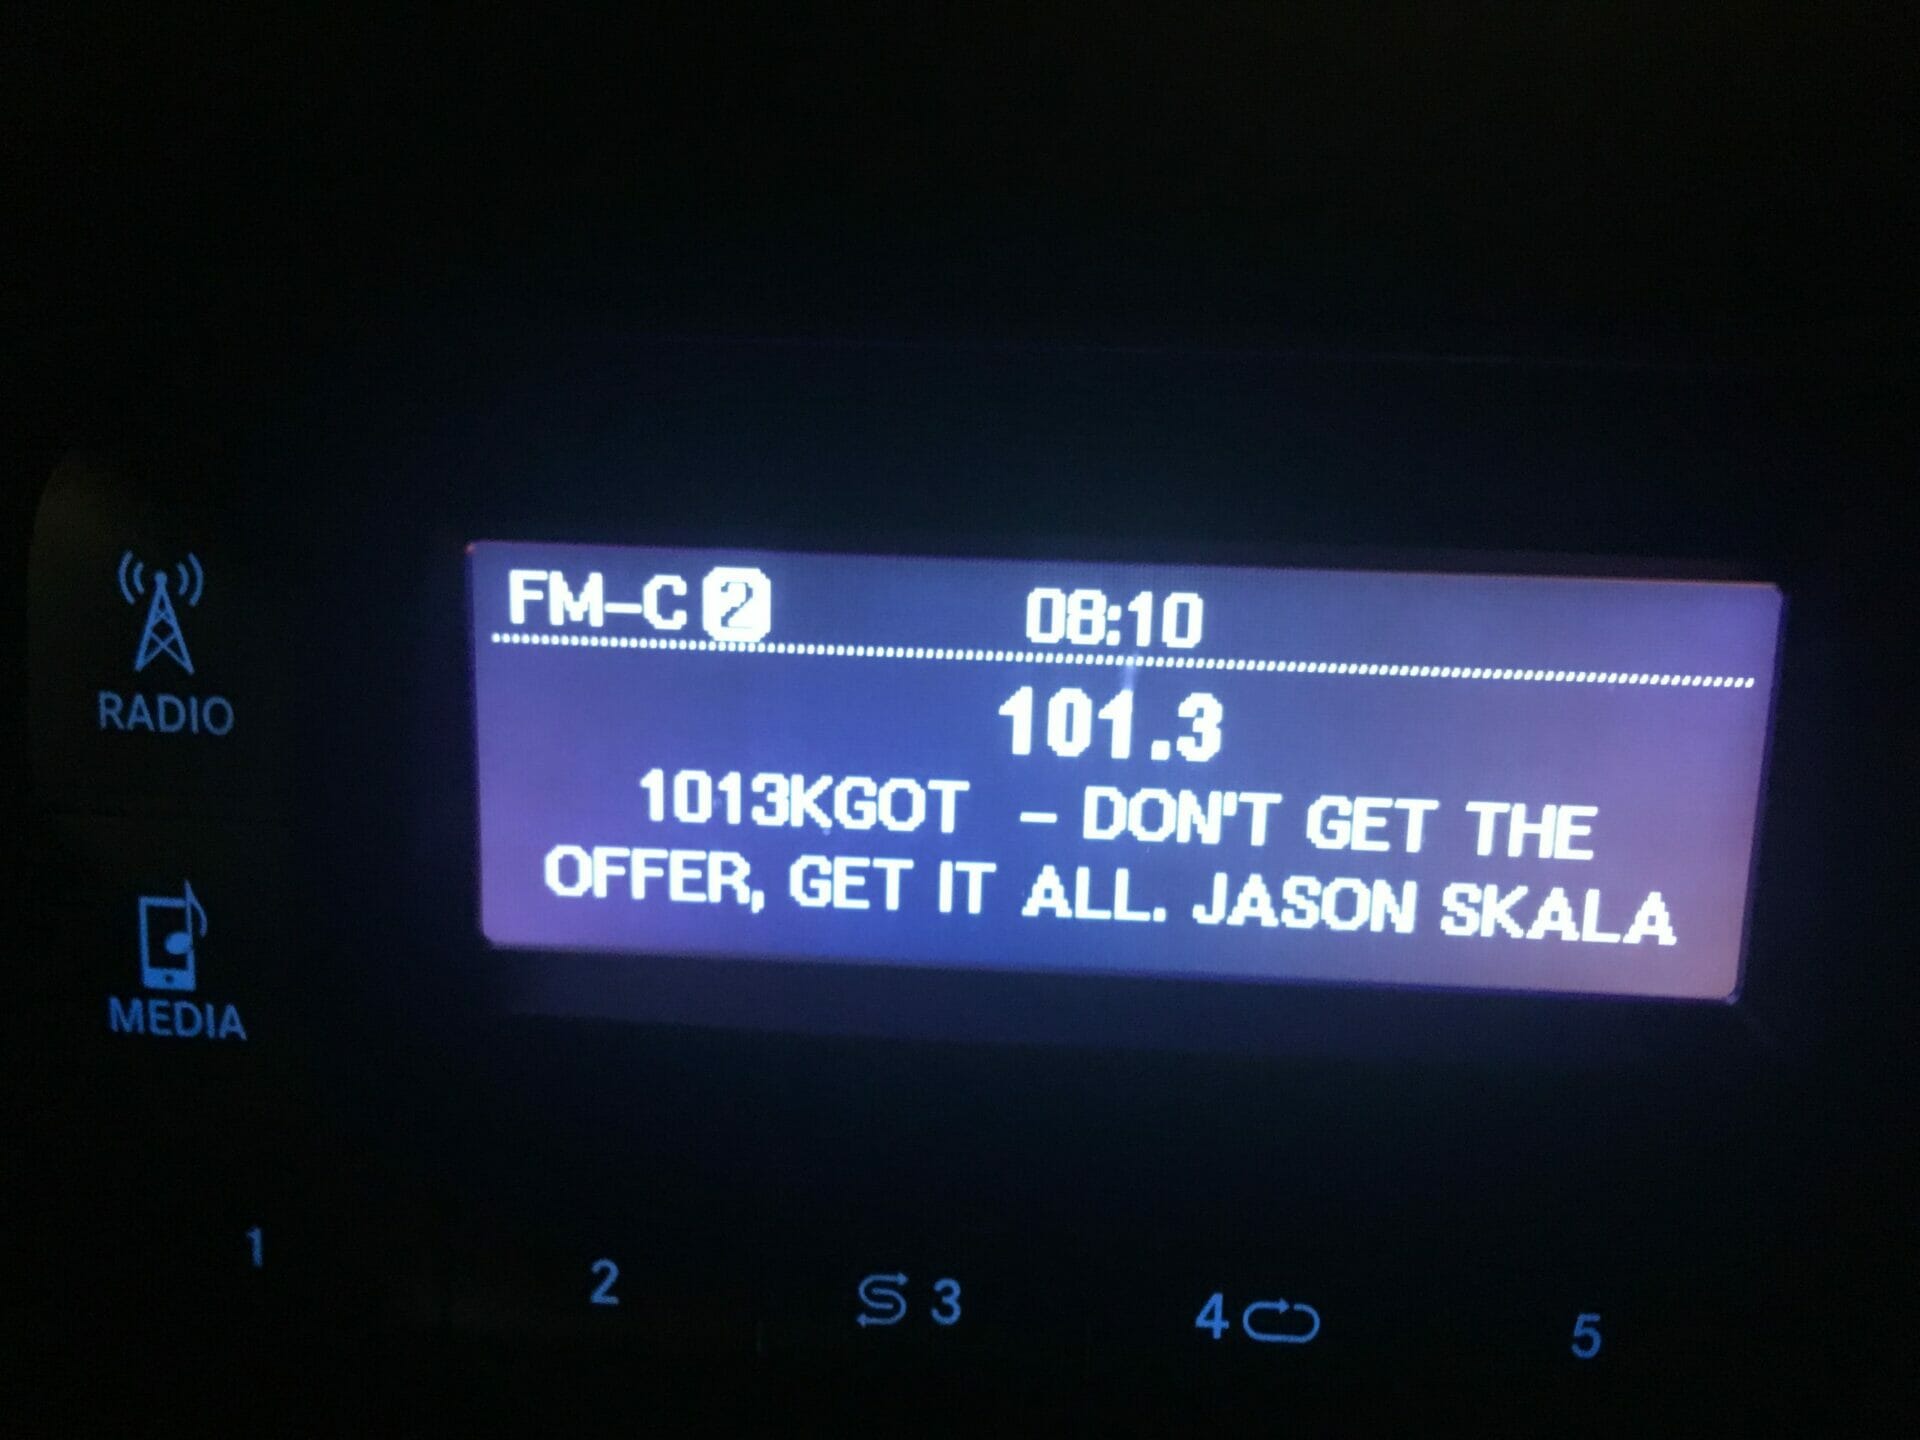 FM-C 2 08:10
101.3
1013KGOT - DON'T GET THE
OFFER, GET IT ALL. JASON SKALA
RADIO
MEDIA
1 2 3 4 5